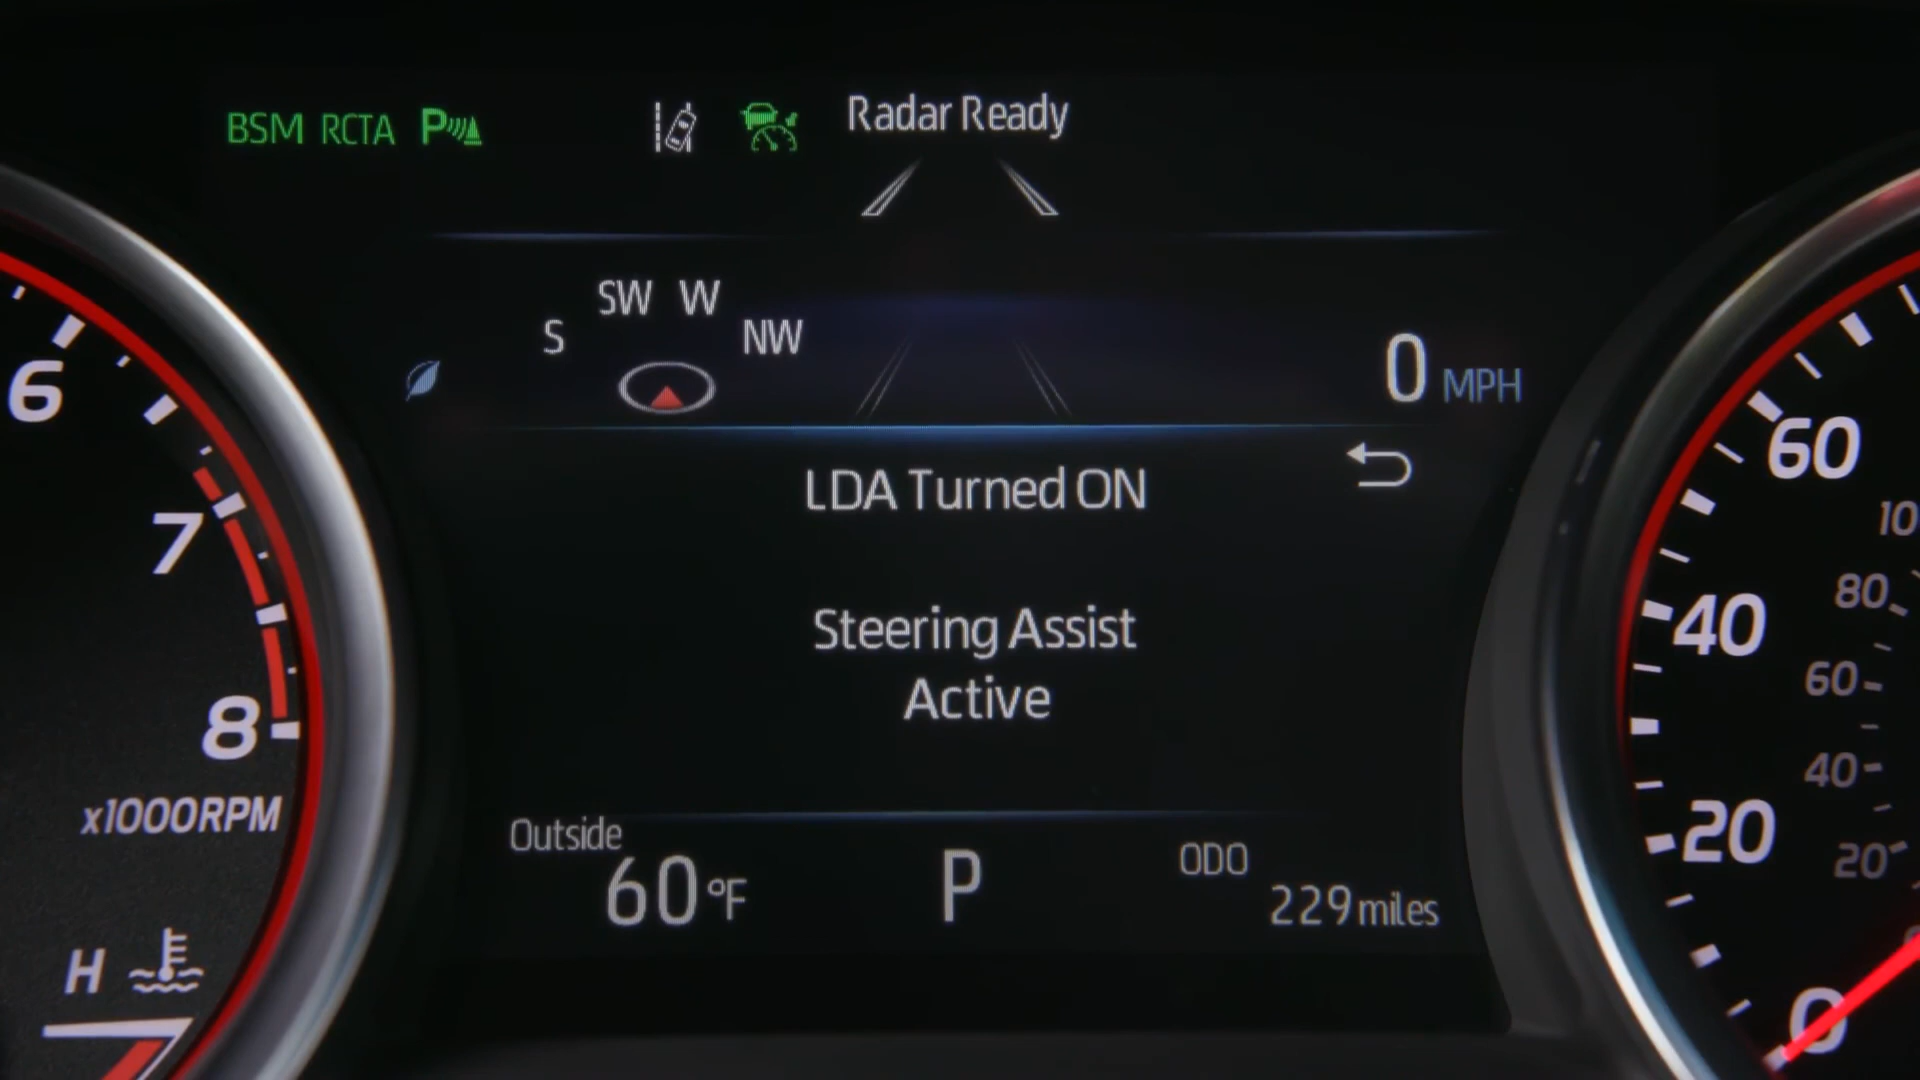 BSM RCTA P
Radar Ready
SW W
S NW
0 MPH
LDA Turned ON
Steering Assist
Active
Outside
60°F
P
ODO
229 miles
6
7
8
x1000RPM
H
60
40
20
0
10
80
60
40
20